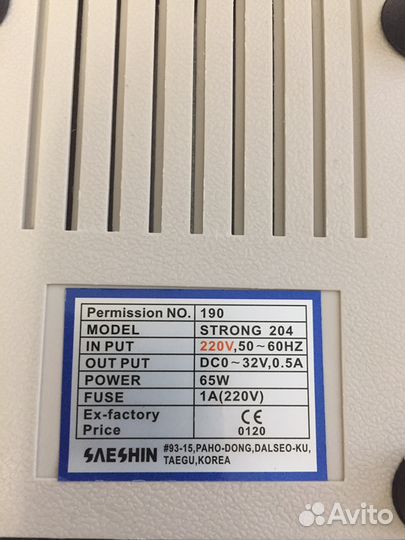 Permission NO. 190
MODEL STRONG 204
IN PUT 220V,50~60HZ
OUT PUT DC0~32V,0.5A
POWER 65W
FUSE 1A(220V)
Ex-factory Price CE 0120
SAESHIN #93-15,PAHO-DONG,DALSEO-KU,
TAEGU,KOREA
Avito